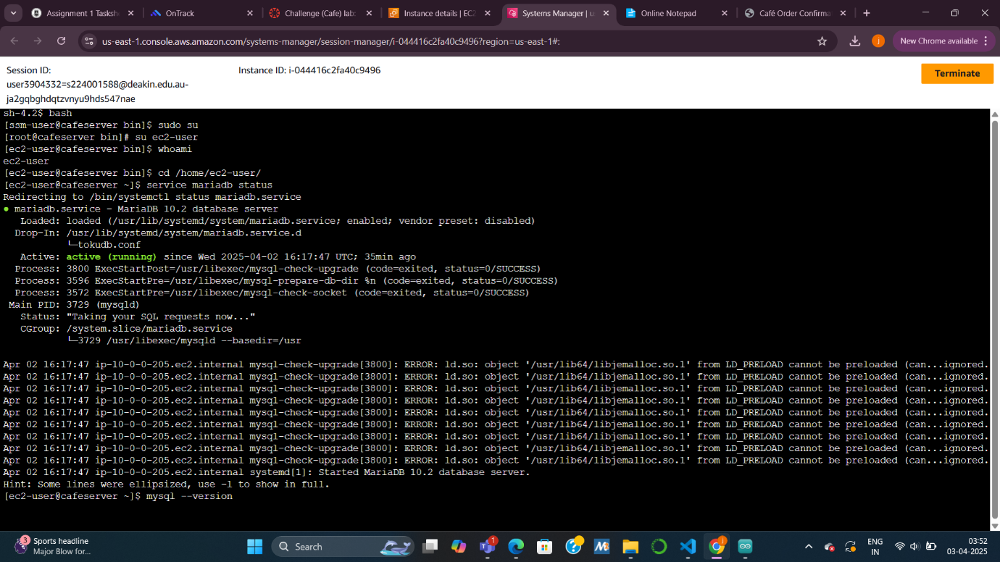 Assignment 1 Tasksh
OnTrack
Challenge (Cafe) lab:
Instance details | EC2
Systems Manager | u
Online Notepad
Café Order Confirma
us-east-1.console.aws.amazon.com/systems-manager/session-manager/i-044416c2fa40c9496?region=us-east-1#:
j
New Chrome available
Session ID:
user3904332=s224001588@deakin.edu.au-
ja2gqbghdqtzvnyu9hds547nae
Instance ID: i-044416c2fa40c9496
Terminate
sh-4.2$ bash
[ssm-user@cafeserver bin]$ sudo su
[root@cafeserver bin]# su ec2-user
[ec2-user@cafeserver bin]$ whoami
ec2-user
[ec2-user@cafeserver bin]$ cd /home/ec2-user/
[ec2-user@cafeserver ~]$ service mariadb status
Redirecting to /bin/systemctl status mariadb.service
● mariadb.service - MariaDB 10.2 database server
Loaded: loaded (/usr/lib/systemd/system/mariadb.service; enabled; vendor preset: disabled)
Drop-In: /usr/lib/systemd/system/mariadb.service.d
└─tokudb.conf
Active: active (running) since Wed 2025-04-02 16:17:47 UTC; 35min ago
Process: 3800 ExecStartPost=/usr/libexec/mysql-check-upgrade (code=exited, status=0/SUCCESS)
Process: 3596 ExecStartPre=/usr/libexec/mysql-prepare-db-dir %n (code=exited, status=0/SUCCESS)
Process: 3572 ExecStartPre=/usr/libexec/mysql-check-socket (code=exited, status=0/SUCCESS)
Main PID: 3729 (mysqld)
Status: "Taking your SQL requests now..."
CGroup: /system.slice/mariadb.service
└─3729 /usr/libexec/mysqld --basedir=/usr
Apr 02 16:17:47 ip-10-0-0-205.ec2.internal mysql-check-upgrade[3800]: ERROR: ld.so: object '/usr/lib64/libjemalloc.so.1' from LD_PRELOAD cannot be preloaded (can...ignored.
Apr 02 16:17:47 ip-10-0-0-205.ec2.internal mysql-check-upgrade[3800]: ERROR: ld.so: object '/usr/lib64/libjemalloc.so.1' from LD_PRELOAD cannot be preloaded (can...ignored.
Apr 02 16:17:47 ip-10-0-0-205.ec2.internal mysql-check-upgrade[3800]: ERROR: ld.so: object '/usr/lib64/libjemalloc.so.1' from LD_PRELOAD cannot be preloaded (can...ignored.
Apr 02 16:17:47 ip-10-0-0-205.ec2.internal mysql-check-upgrade[3800]: ERROR: ld.so: object '/usr/lib64/libjemalloc.so.1' from LD_PRELOAD cannot be preloaded (can...ignored.
Apr 02 16:17:47 ip-10-0-0-205.ec2.internal mysql-check-upgrade[3800]: ERROR: ld.so: object '/usr/lib64/libjemalloc.so.1' from LD_PRELOAD cannot be preloaded (can...ignored.
Apr 02 16:17:47 ip-10-0-0-205.ec2.internal mysql-check-upgrade[3800]: ERROR: ld.so: object '/usr/lib64/libjemalloc.so.1' from LD_PRELOAD cannot be preloaded (can...ignored.
Apr 02 16:17:47 ip-10-0-0-205.ec2.internal mysql-check-upgrade[3800]: ERROR: ld.so: object '/usr/lib64/libjemalloc.so.1' from LD_PRELOAD cannot be preloaded (can...ignored.
Apr 02 16:17:47 ip-10-0-0-205.ec2.internal mysql-check-upgrade[3800]: ERROR: ld.so: object '/usr/lib64/libjemalloc.so.1' from LD_PRELOAD cannot be preloaded (can...ignored.
Apr 02 16:17:47 ip-10-0-0-205.ec2.internal mysql-check-upgrade[3800]: ERROR: ld.so: object '/usr/lib64/libjemalloc.so.1' from LD_PRELOAD cannot be preloaded (can...ignored.
Apr 02 16:17:47 ip-10-0-0-205.ec2.internal systemd[1]: Started MariaDB 10.2 database server.
Hint: Some lines were ellipsized, use -l to show in full.
[ec2-user@cafeserver ~]$ mysql --version
3
Sports headline
Major Blow for...
Search
1
ENG
IN
03:52
03-04-2025